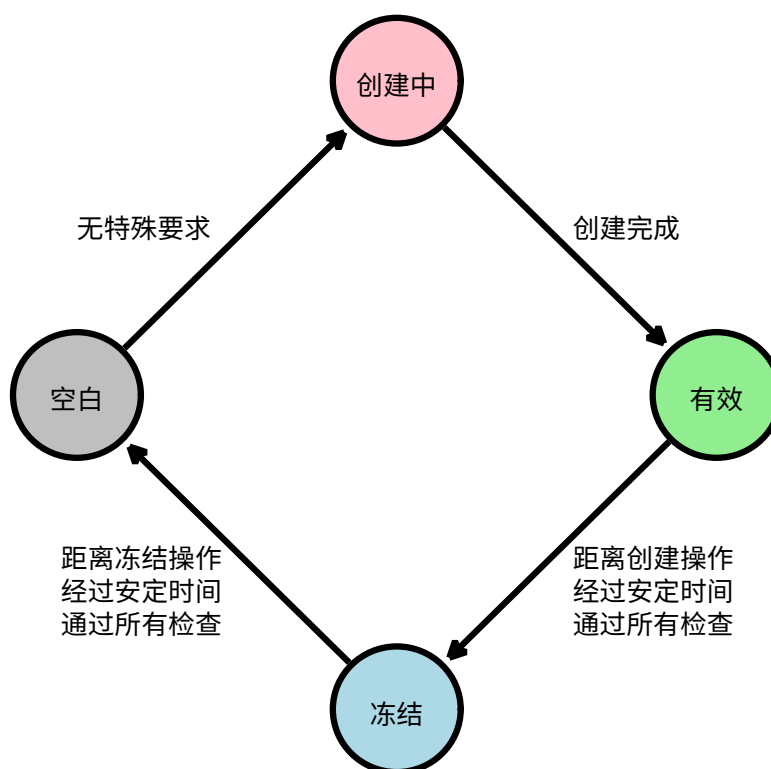 创建中
无特殊要求
创建完成
空白
有效
距离冻结操作
经过安定时间
通过所有检查
距离创建操作
经过安定时间
通过所有检查
冻结